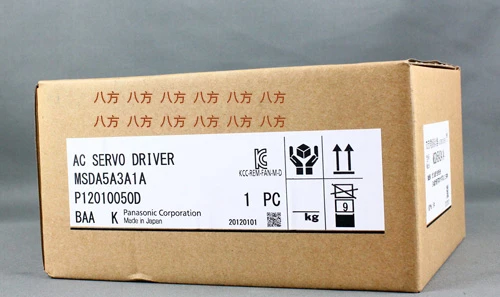 八方 八方 八方 八方 八方 八方
八方 八方 八方 八方 八方 八方
AC SERVO DRIVER
MSDA5A3A1A
P12010050D
BAA K Panasonic Corporation
Made in Japan
KCC-REM-FAN-M-D
1 PC
20120101
kg
9